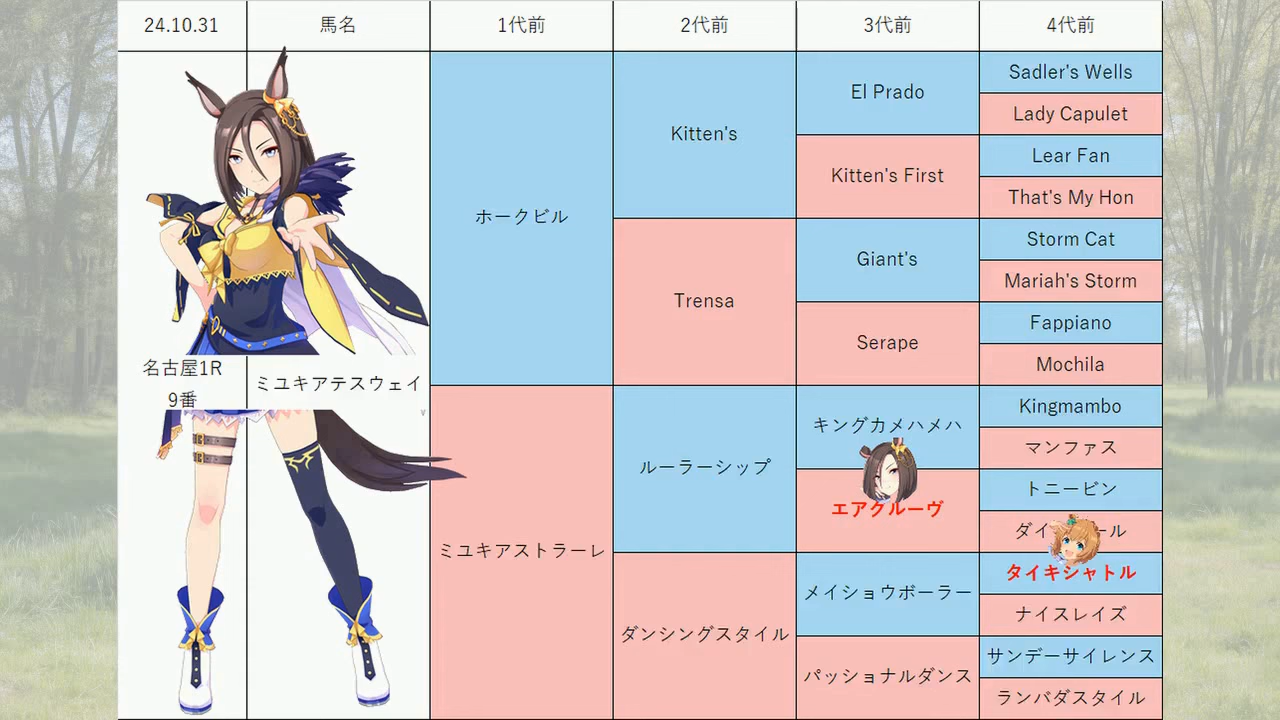 24.10.31
馬名
1代前
2代前
3代前
4代前
名古屋1R
9番
ミユキアテスウェイ
ホークビル
ミユキアストラーレ
Kitten's
Trensa
ルーラーシップ
ダンシングスタイル
El Prado
Kitten's First
Giant's
Serape
キングカメハメハ
エアグルーヴ
メイショウボーラー
パッショナルダンス
Sadler's Wells
Lady Capulet
Lear Fan
That's My Hon
Storm Cat
Mariah's Storm
Fappiano
Mochila
Kingmambo
マンファス
トニービン
タイキシャトル
ナイスレイズ
サンデーサイレンス
ランバダスタイル